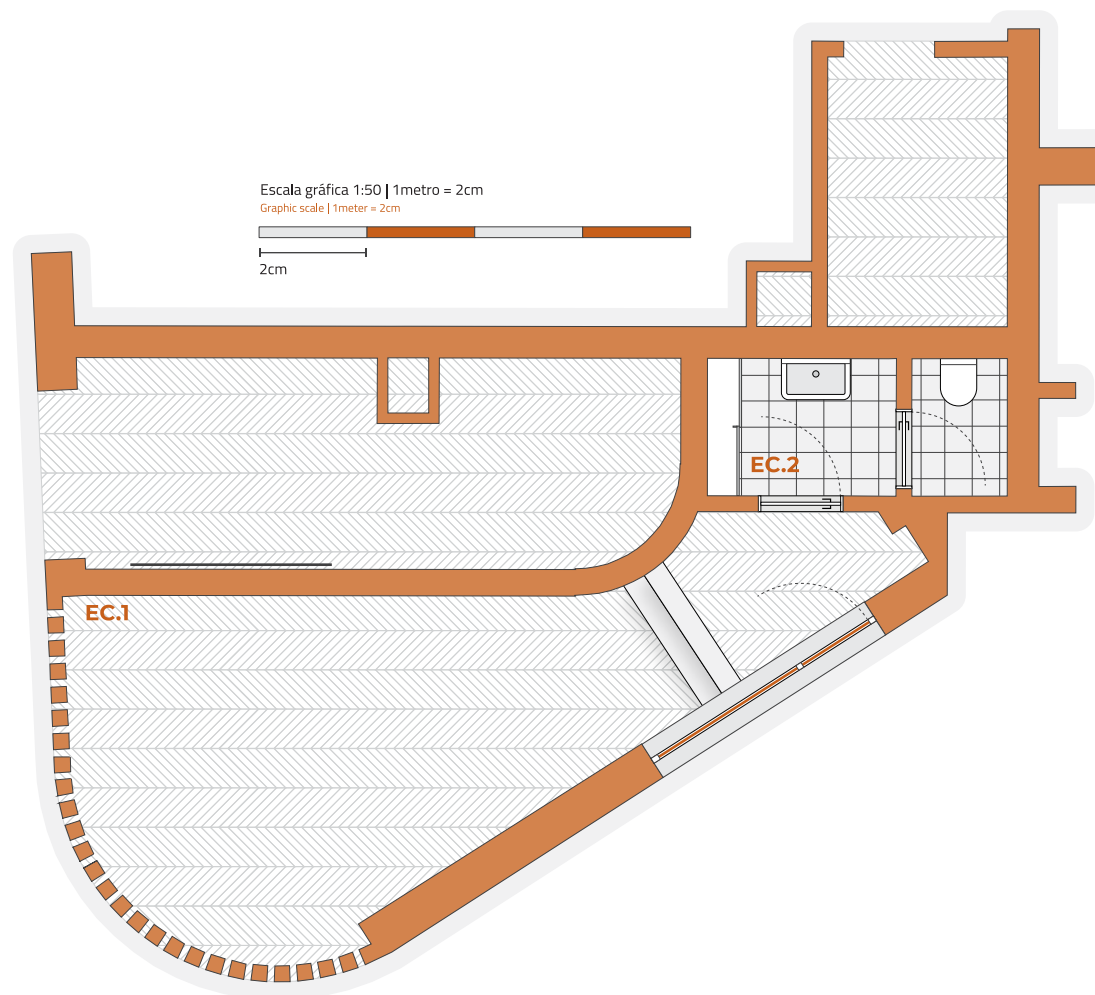 Escala gráfica 1:50 | 1metro = 2cm
Graphic scale | 1meter = 2cm
2cm
EC.2
EC.1